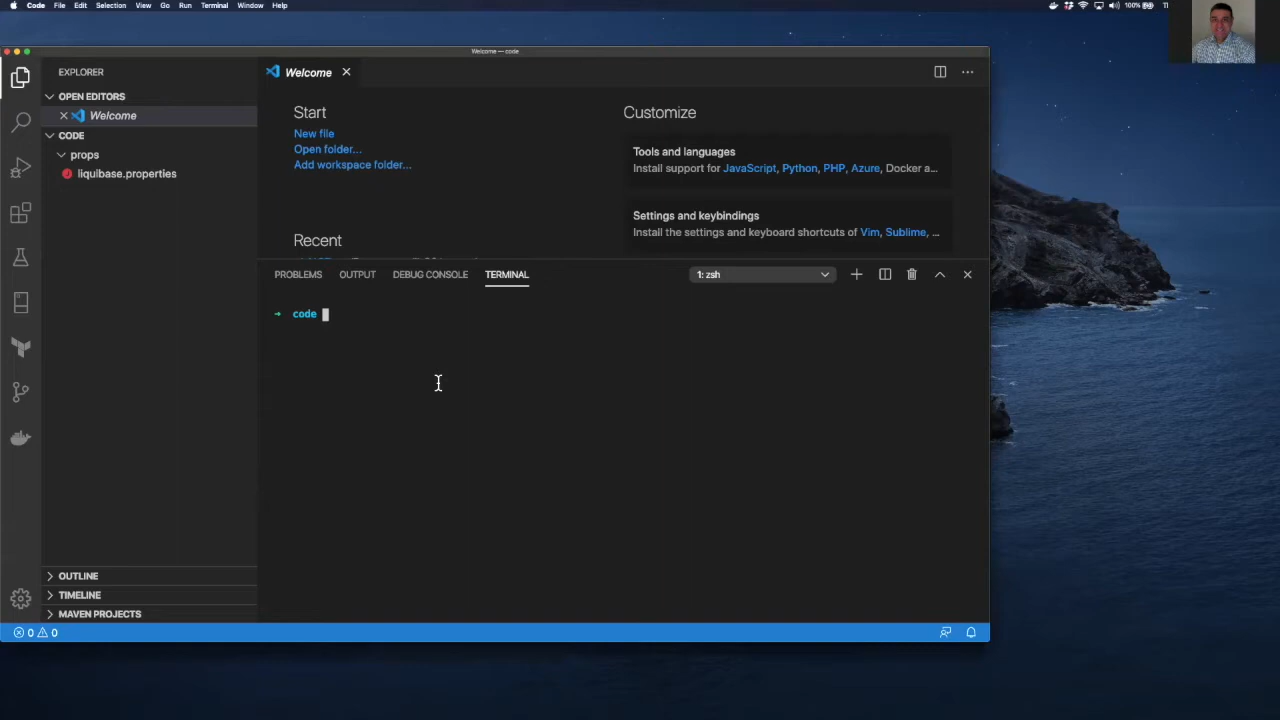 Code File Edit Selection View Go Run Terminal Window Help 100%
Welcome — code
EXPLORER
OPEN EDITORS
Welcome
CODE
props
liquibase.properties
OUTLINE
TIMELINE
MAVEN PROJECTS
Welcome
Start
New file
Open folder...
Add workspace folder...
Recent
Customize
Tools and languages
Install support for JavaScript, Python, PHP, Azure, Docker a...
Settings and keybindings
Install the settings and keyboard shortcuts of Vim, Sublime, ...
PROBLEMS OUTPUT DEBUG CONSOLE TERMINAL 1: zsh
➜ code
0 0